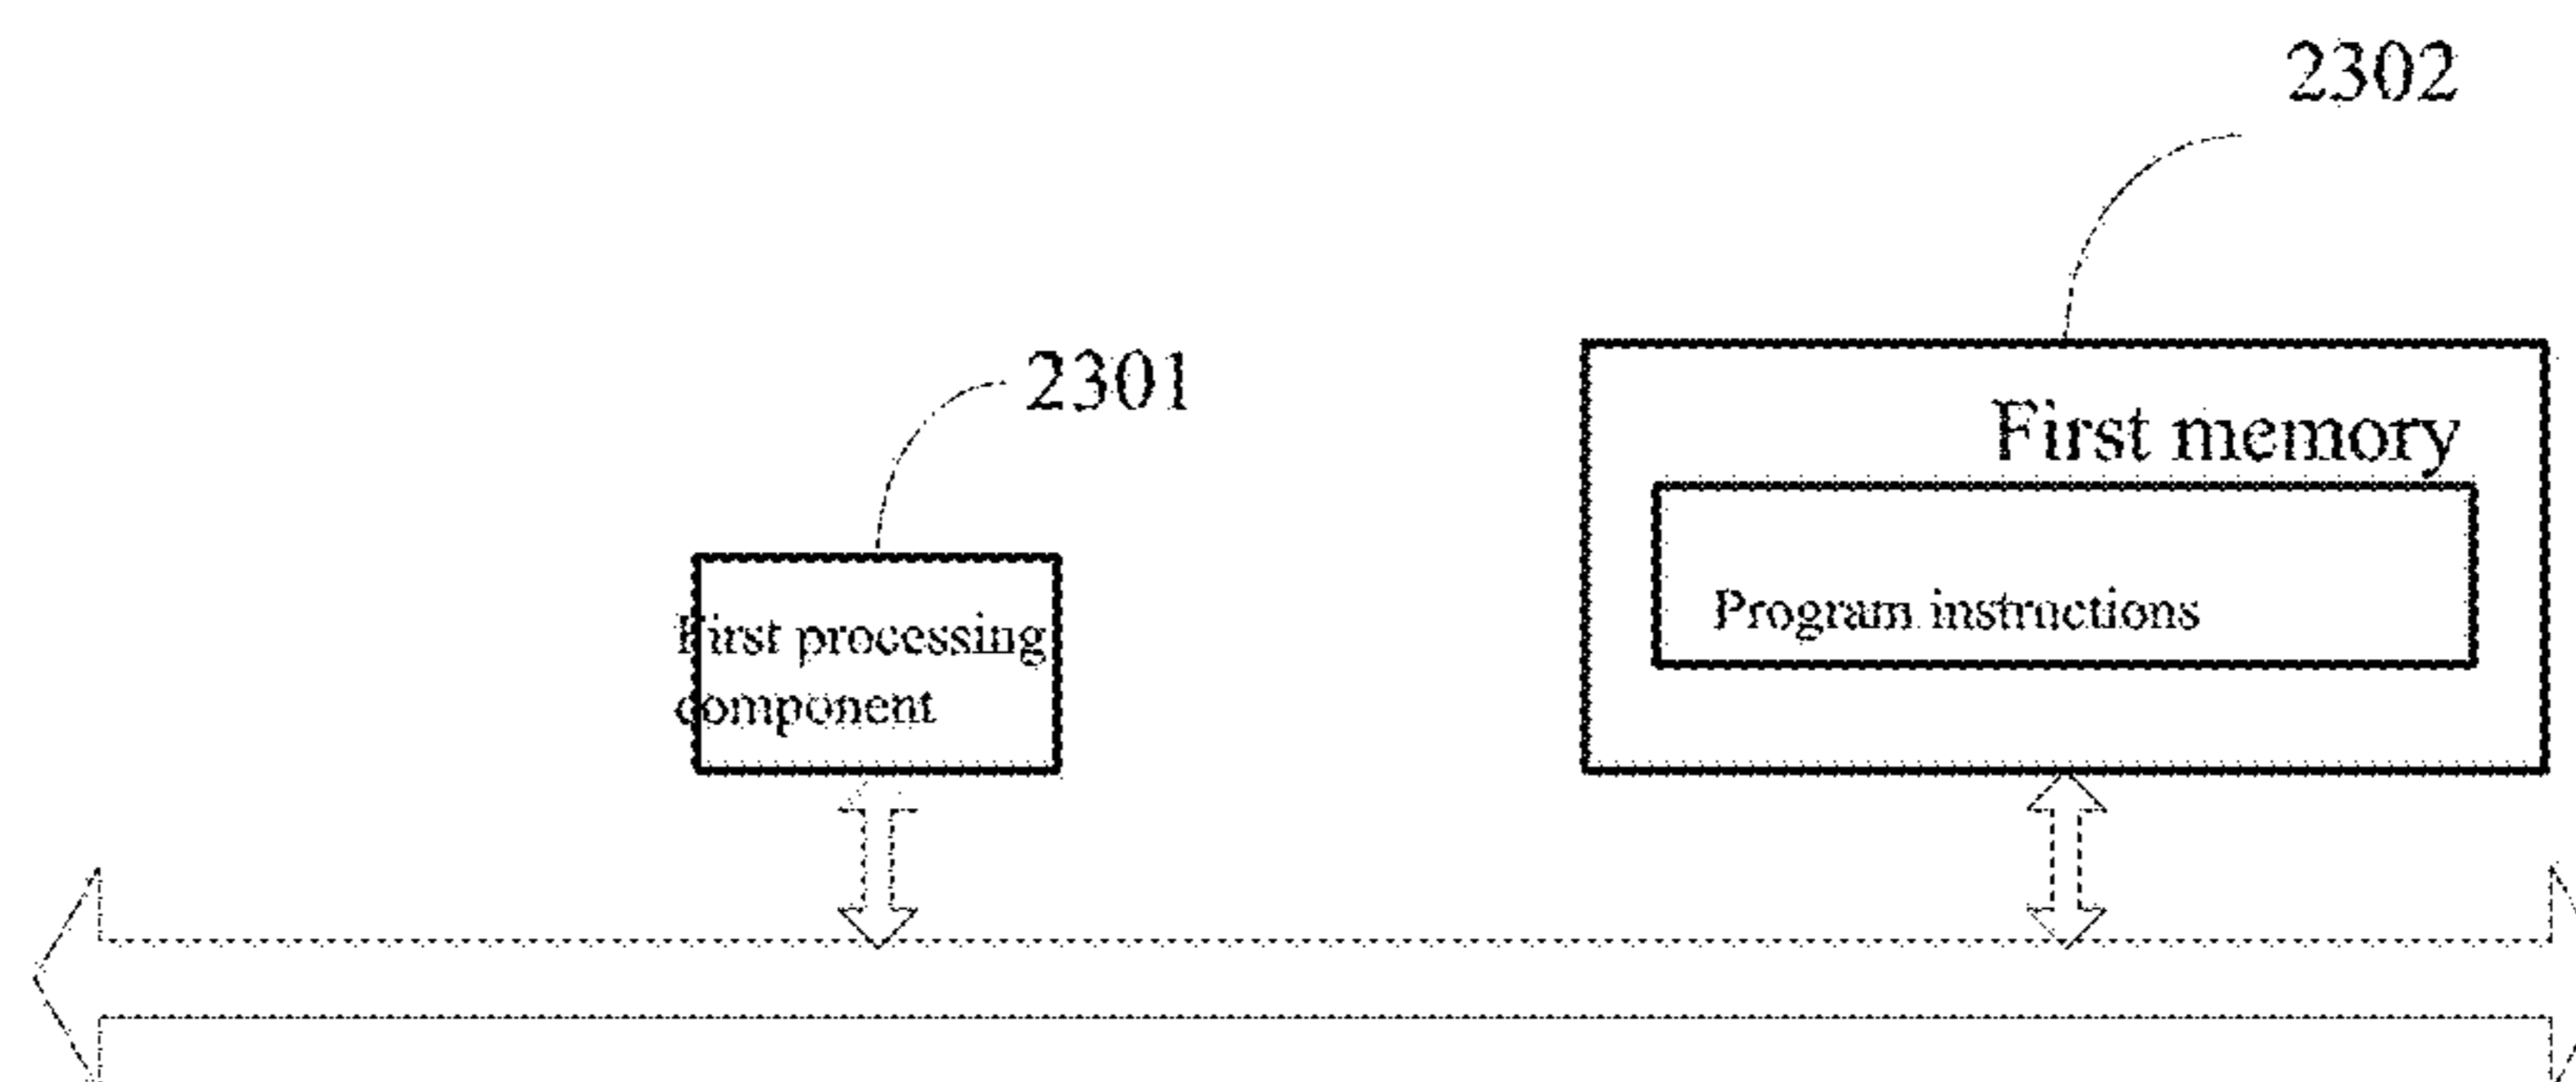 2302
2301
First memory
Program instructions
First processing
component